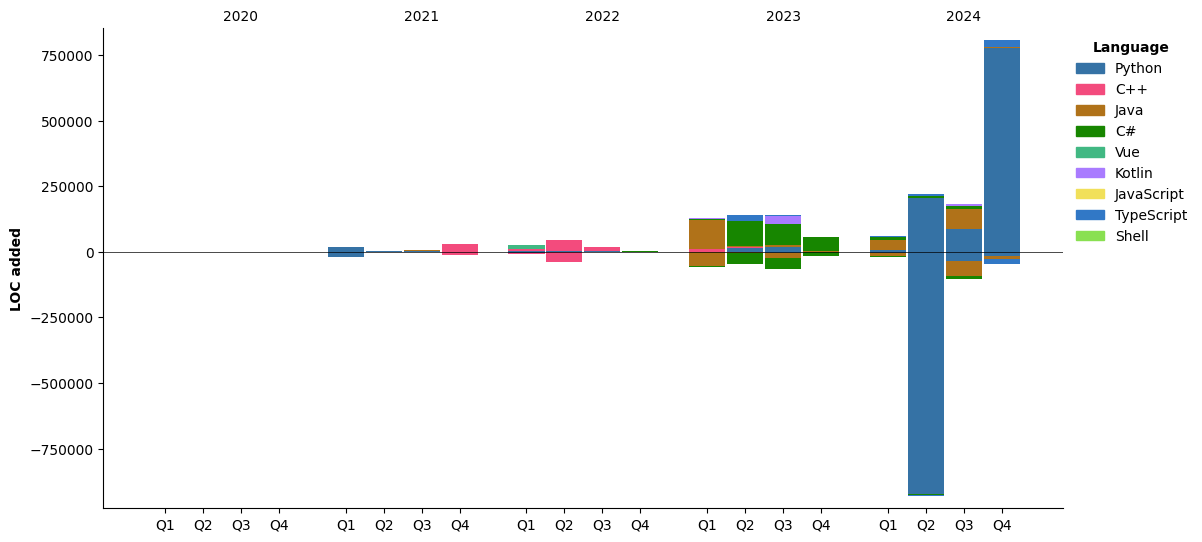 2020 2021 2022 2023 2024
LOC added
750000
500000
250000
0
−250000
−500000
−750000
Q1 Q2 Q3 Q4 Q1 Q2 Q3 Q4 Q1 Q2 Q3 Q4 Q1 Q2 Q3 Q4 Q1 Q2 Q3 Q4
Language
Python
C++
Java
C#
Vue
Kotlin
JavaScript
TypeScript
Shell